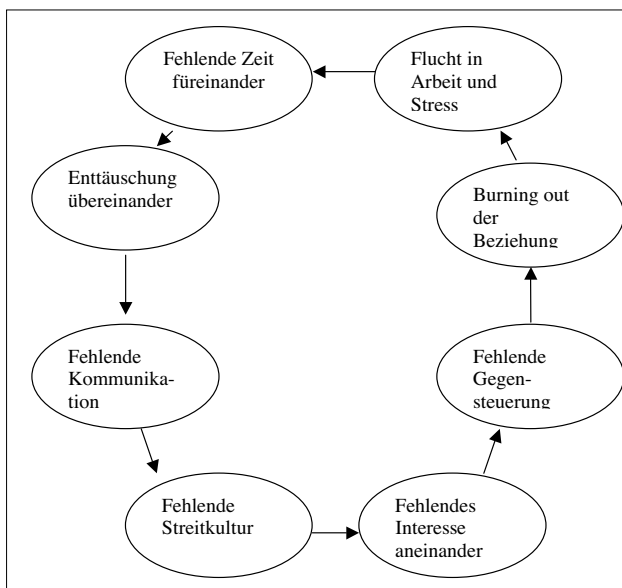 Fehlende Zeit
füreinander
Flucht in
Arbeit und
Stress
Enttäuschung
übereinander
Burning out
der
Beziehung
Fehlende
Kommunika-
tion
Fehlende
Gegen-
steuerung
Fehlende
Streitkultur
Fehlendes
Interesse
aneinander